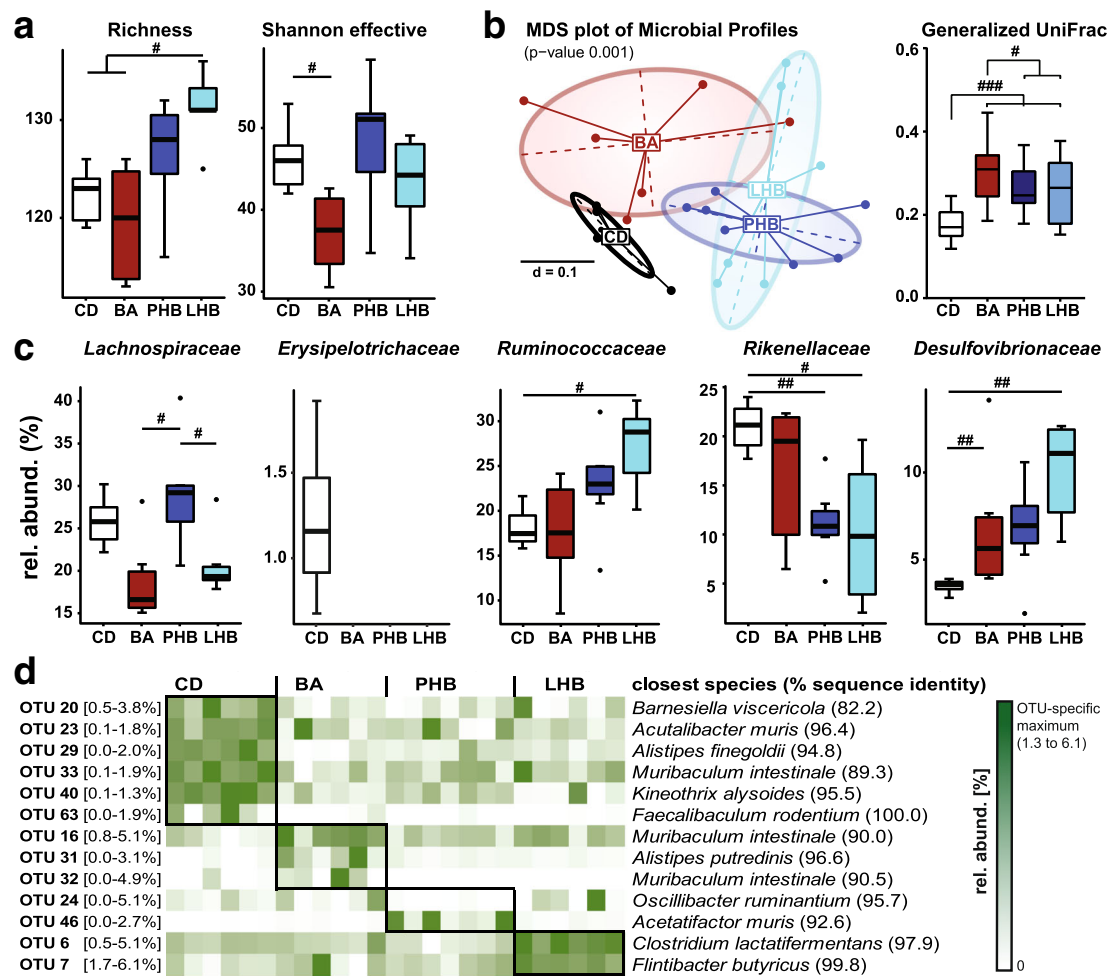 a
Richness
Shannon effective
#
#
130
120
50
40
30
CD BA PHB LHB
CD BA PHB LHB
b
MDS plot of Microbial Profiles
(p−value 0.001)
BA
LHB
PHB
CD
d = 0.1
Generalized UniFrac
#
###
0.6
0.4
0.2
0.0
CD BA PHB LHB
c
rel. abund. (%)
Lachnospiraceae
#
#
40
35
30
25
20
15
CD BA PHB LHB
Erysipelotrichaceae
1.5
1.0
CD BA PHB LHB
Ruminococcaceae
#
30
25
20
15
10
CD BA PHB LHB
Rikenellaceae
#
##
25
20
15
10
5
CD BA PHB LHB
Desulfovibrionaceae
##
##
10
5
CD BA PHB LHB
d
CD BA PHB LHB closest species (% sequence identity)
OTU 20 [0.5-3.8%] Barnesiella viscericola (82.2)
OTU 23 [0.1-1.8%] Acutalibacter muris (96.4)
OTU 29 [0.0-2.0%] Alistipes finegoldii (94.8)
OTU 33 [0.1-1.9%] Muribaculum intestinale (89.3)
OTU 40 [0.1-1.3%] Kineothrix alysoides (95.5)
OTU 63 [0.0-1.9%] Faecalibaculum rodentium (100.0)
OTU 16 [0.8-5.1%] Muribaculum intestinale (90.0)
OTU 31 [0.0-3.1%] Alistipes putredinis (96.6)
OTU 32 [0.0-4.9%] Muribaculum intestinale (90.5)
OTU 24 [0.0-5.1%] Oscillibacter ruminantium (95.7)
OTU 46 [0.0-2.7%] Acetatifactor muris (92.6)
OTU 6 [0.5-5.1%] Clostridium lactatifermentans (97.9)
OTU 7 [1.7-6.1%] Flintibacter butyricus (99.8)
rel. abund. [%]
OTU-specific
maximum
(1.3 to 6.1)
0